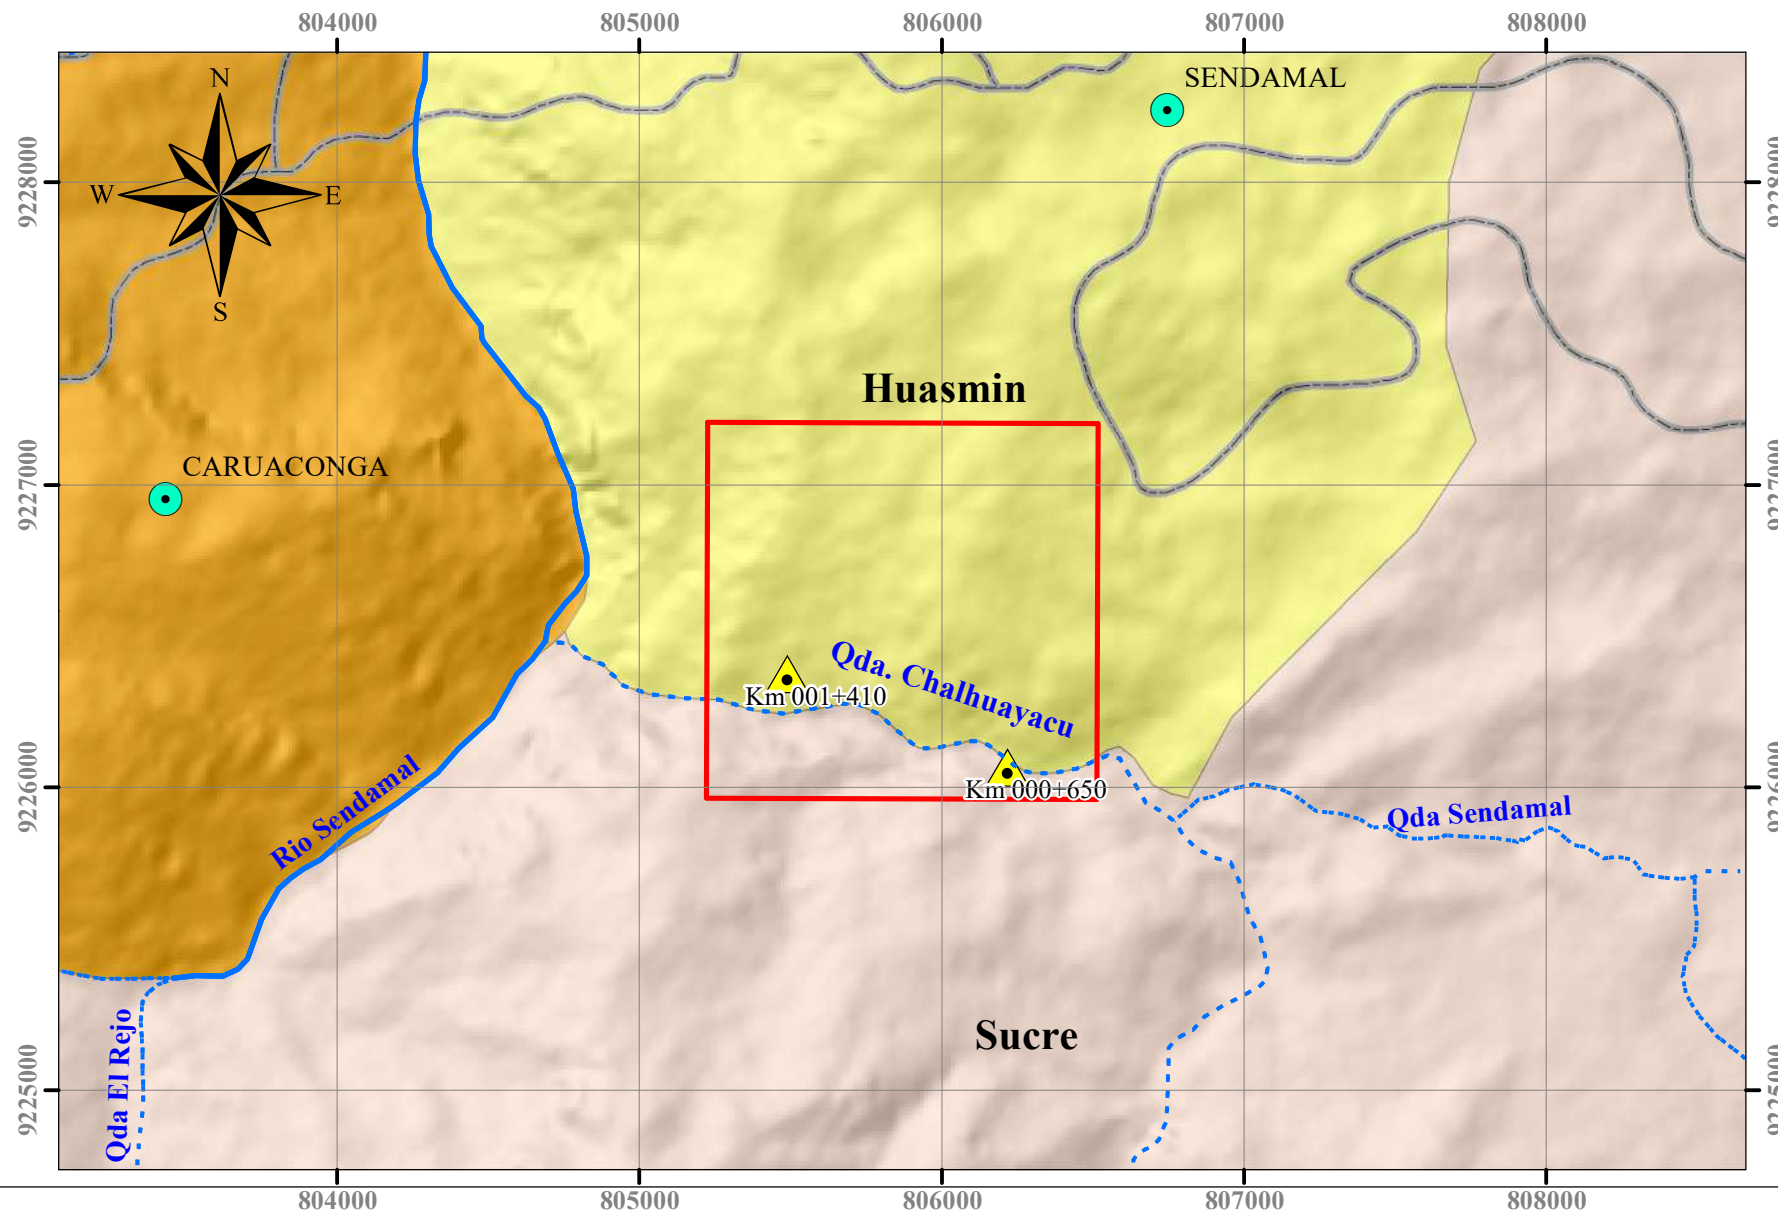 804000 805000 806000 807000 808000
N
W E
S
SENDAMAL
9228000 9228000
Huasmin
CARUACONGA
9227000 9227000
Qda. Chalhuayacu
Km 001+410
Km 000+650
9226000 9226000
Rio Sendamal
Qda Sendamal
Sucre
Qda El Rejo
9225000 9225000
804000 805000 806000 807000 808000